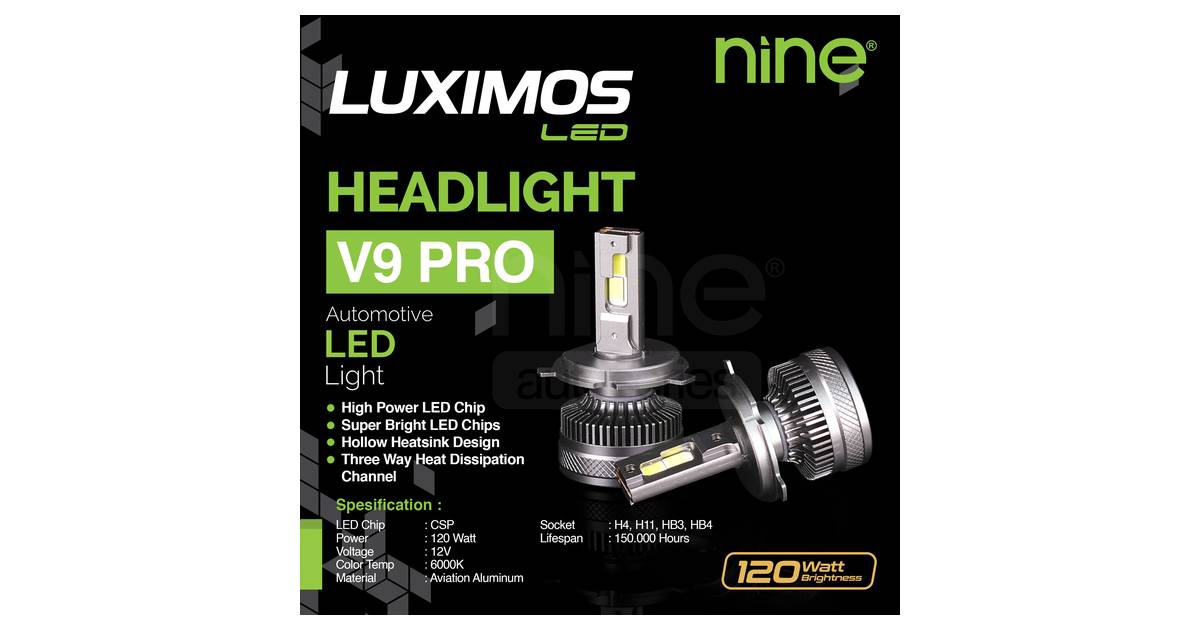 nine®
LUXIMOS
LED
HEADLIGHT
V9 PRO
Automotive
LED
Light
High Power LED Chip
Super Bright LED Chips
Hollow Heatsink Design
Three Way Heat Dissipation
Channel
Spesification :
LED Chip : CSP
Power : 120 Watt
Voltage : 12V
Color Temp : 6000K
Material : Aviation Aluminum
Socket : H4, H11, HB3, HB4
Lifespan : 150.000 Hours
120 Watt
Brightness
nine®